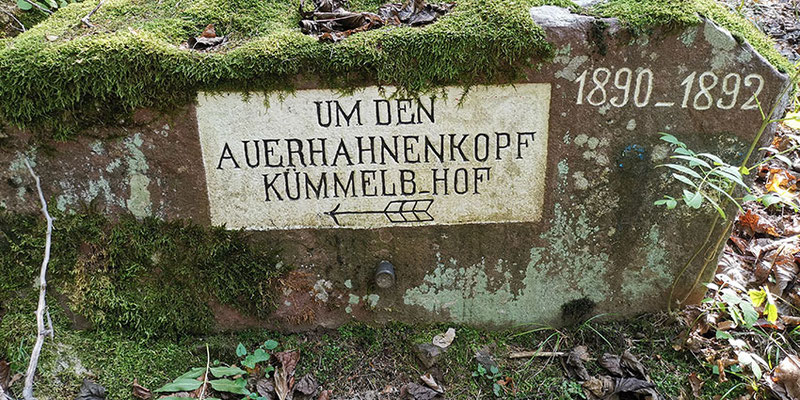 UM DEN
AUERHAHNENKOPF
KÜMMELB-HOF
1890-1892